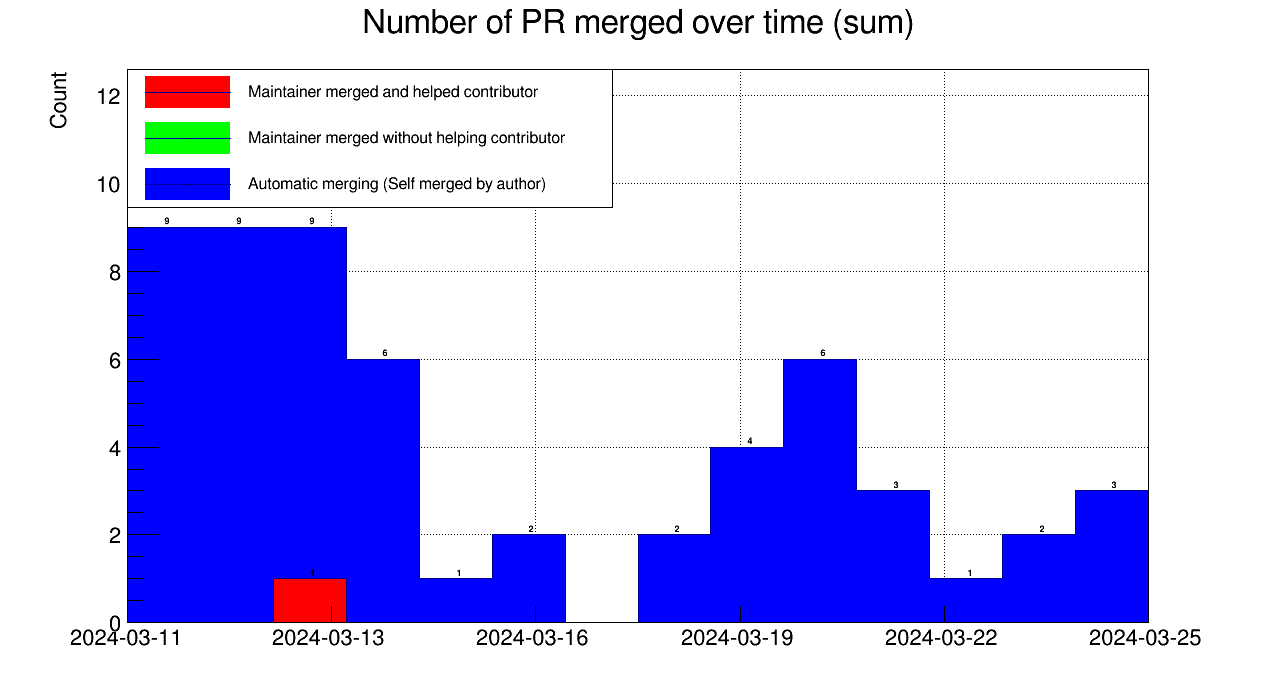 Number of PR merged over time (sum)
Count
Maintainer merged and helped contributor
Maintainer merged without helping contributor
Automatic merging (Self merged by author)
12
10
8
6
4
2
0
9 9 9
6
1
2
2
4
6
3
1
2
3
1
2024-03-11 2024-03-13 2024-03-16 2024-03-19 2024-03-22 2024-03-25